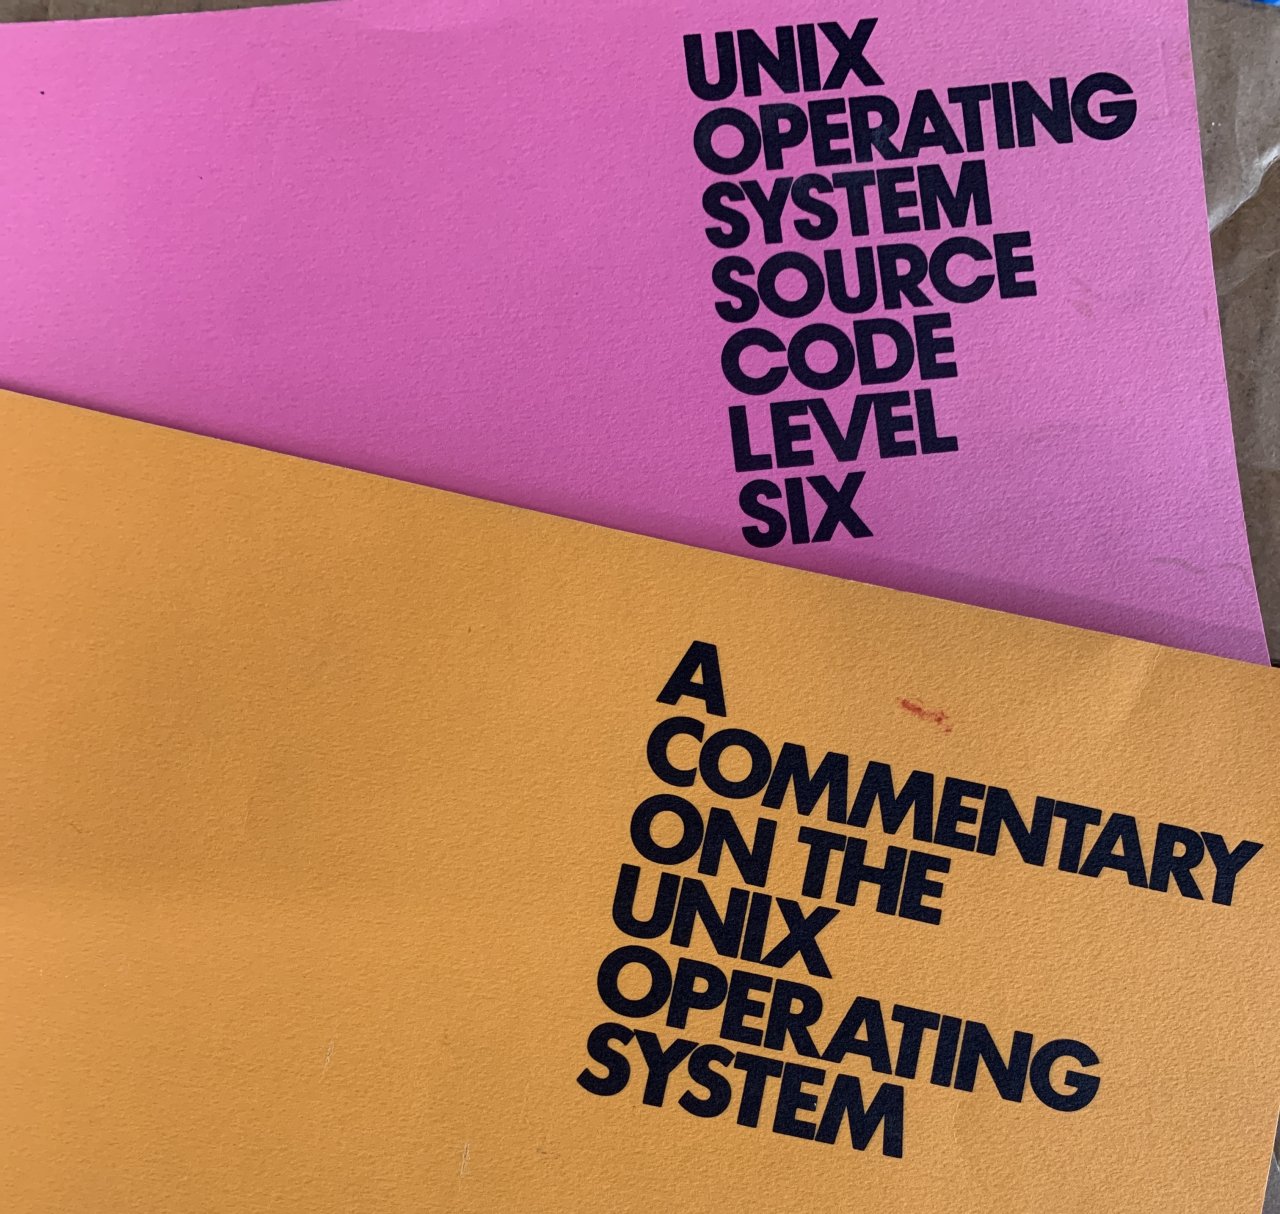 UNIX
OPERATING
SYSTEM
SOURCE
CODE
LEVEL
SIX
A
COMMENTARY
ON THE
UNIX
OPERATING
SYSTEM